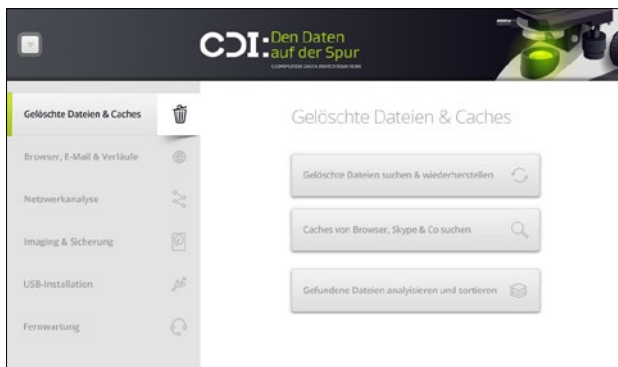 CDI:
Den Daten
auf der Spur
Gelöschte Dateien & Caches
Browser, E-Mail & Verläufe
Netzwerkanalyse
Imaging & Sicherung
USB-Installation
Fernwartung
Gelöschte Dateien & Caches
Gelöschte Dateien suchen & wiederherstellen
Caches von Browser, Skype & Co suchen
Gefundene Dateien analyisieren und sortieren